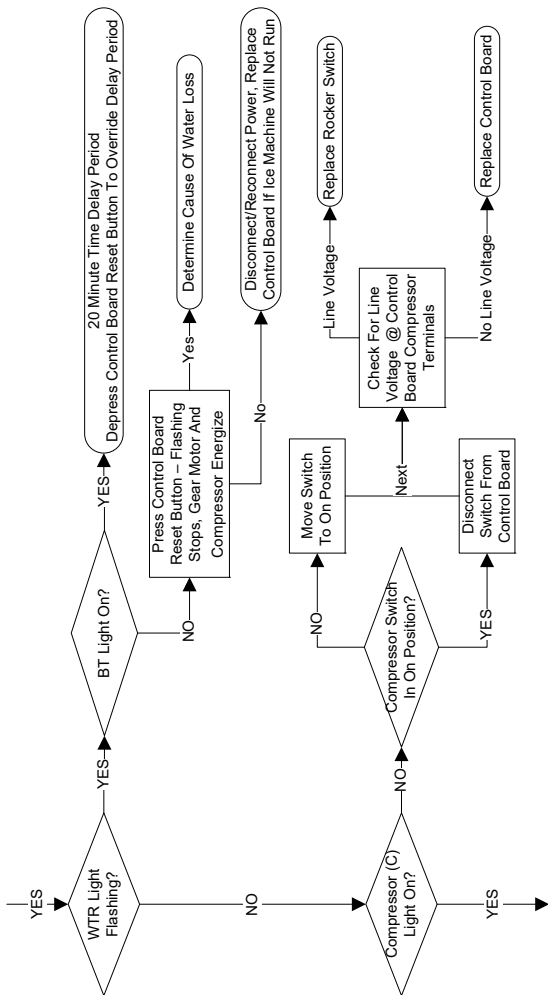 YES
WTR Light
Flashing?
YES
BT Light On?
YES
20 Minute Time Delay Period
Depress Control Board Reset Button To Override Delay Period
NO
Press Control Board
Reset Button – Flashing
Stops, Gear Motor And
Compressor Energize
Yes
Determine Cause Of Water Loss
No
Disconnect/Reconnect Power, Replace
Control Board If Ice Machine Will Not Run
NO
Compressor (C)
Light On?
NO
Compressor Switch
In On Position?
NO
Move Switch
To On Position
YES
Disconnect
Switch From
Control Board
Next
Check For Line
Voltage @ Control
Board Compressor
Terminals
Line Voltage
Replace Rocker Switch
No Line Voltage
Replace Control Board
YES